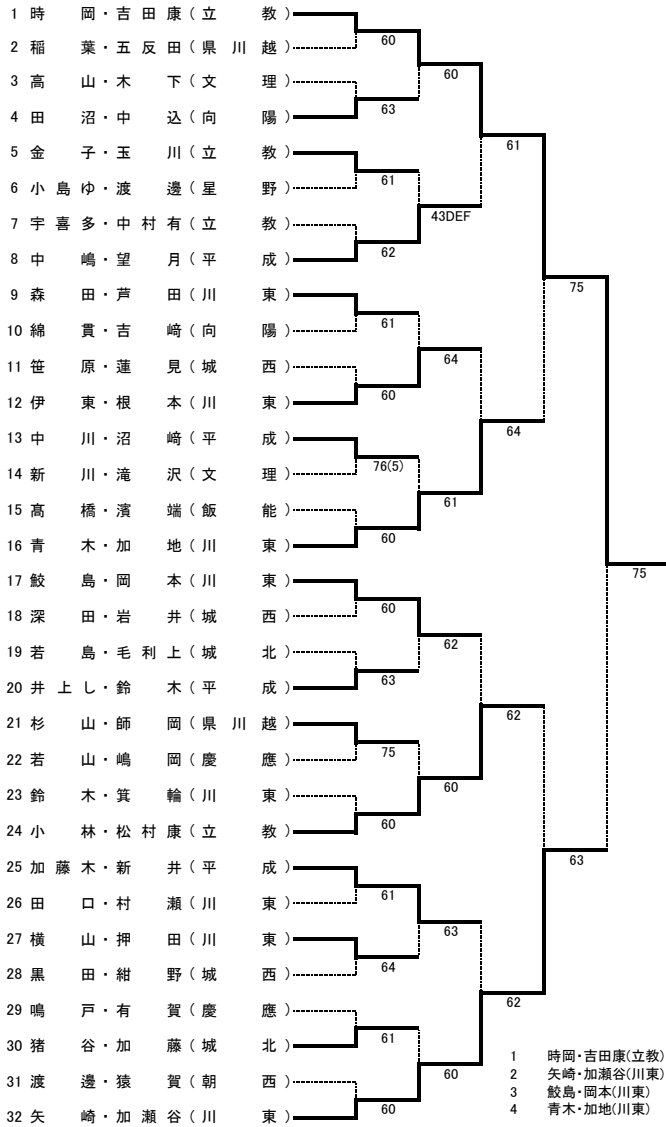 1 時岡・吉田康(立教)
2 稲葉・五反田(県川越)
60
3 高山・木下(文理)
63
4 田沼・中込(向陽)
60
5 金子・玉川(立教)
61
6 小島ゆ・渡邊(星野)
61
7 宇喜多・中村有(立教)
43DEF
8 中嶋・望月(平成)
62
9 森田・芦田(川東)
75
10 綿貫・吉﨑(向陽)
61
11 笹原・蓮見(城西)
64
12 伊東・根本(川東)
60
13 中川・沼﨑(平成)
64
14 新川・滝沢(文理)
76(5)
15 髙橋・濱端(飯能)
61
16 青木・加地(川東)
60
17 鮫島・岡本(川東)
75
18 深田・岩井(城西)
60
19 若島・毛利上(城北)
62
20 井上し・鈴木(平成)
63
21 杉山・師岡(県川越)
62
22 若山・嶋岡(慶應)
75
23 鈴木・箕輪(川東)
60
24 小林・松村康(立教)
60
25 加藤木・新井(平成)
63
26 田口・村瀬(川東)
61
27 横山・押田(川東)
63
28 黒田・紺野(城西)
64
29 鳴戸・有賀(慶應)
62
30 猪谷・加藤(城北)
61
31 渡邊・猿賀(朝西)
60
32 矢崎・加瀬谷(川東)
60
1 時岡・吉田康(立教)
2 矢崎・加瀬谷(川東)
3 鮫島・岡本(川東)
4 青木・加地(川東)